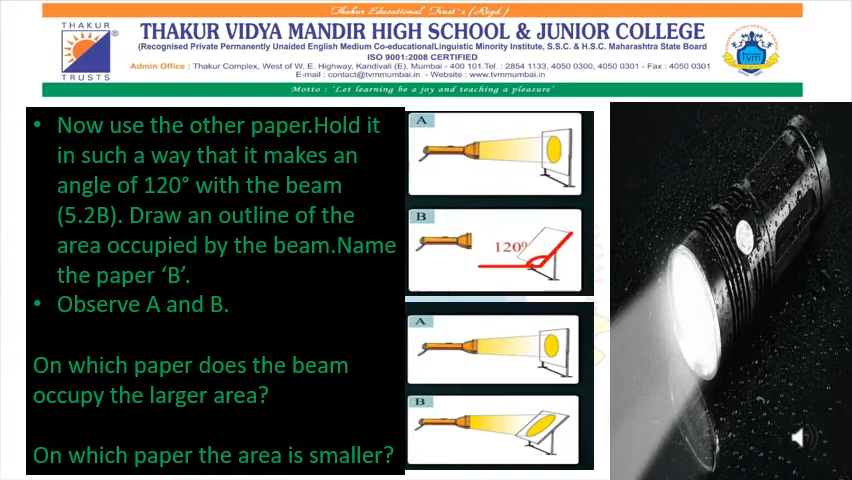 Thakur Educational Trust's (Regd.)
THAKUR VIDYA MANDIR HIGH SCHOOL & JUNIOR COLLEGE
(Recognised Private Permanently Unaided English Medium Co-educationalLinguistic Minority Institute, S.S.C. & H.S.C. Maharashtra State Board
ISO 9001:2008 CERTIFIED
Admin Office : Thakur Complex, West of W. E. Highway, Kandivali (E), Mumbai - 400 101.Tel. : 2854 1133, 4050 0300, 4050 0301 - Fax : 4050 0301
E-mail : contact@tvmmumbai.in - Website : www.tvmmumbai.in
Motto : 'Let learning be a joy and teaching a pleasure'
THAKUR
®
TRUSTS
tvm
• Now use the other paper.Hold it
in such a way that it makes an
angle of 120° with the beam
(5.2B). Draw an outline of the
area occupied by the beam.Name
the paper 'B'.
• Observe A and B.
On which paper does the beam
occupy the larger area?
On which paper the area is smaller?
A
B
120°
A
B